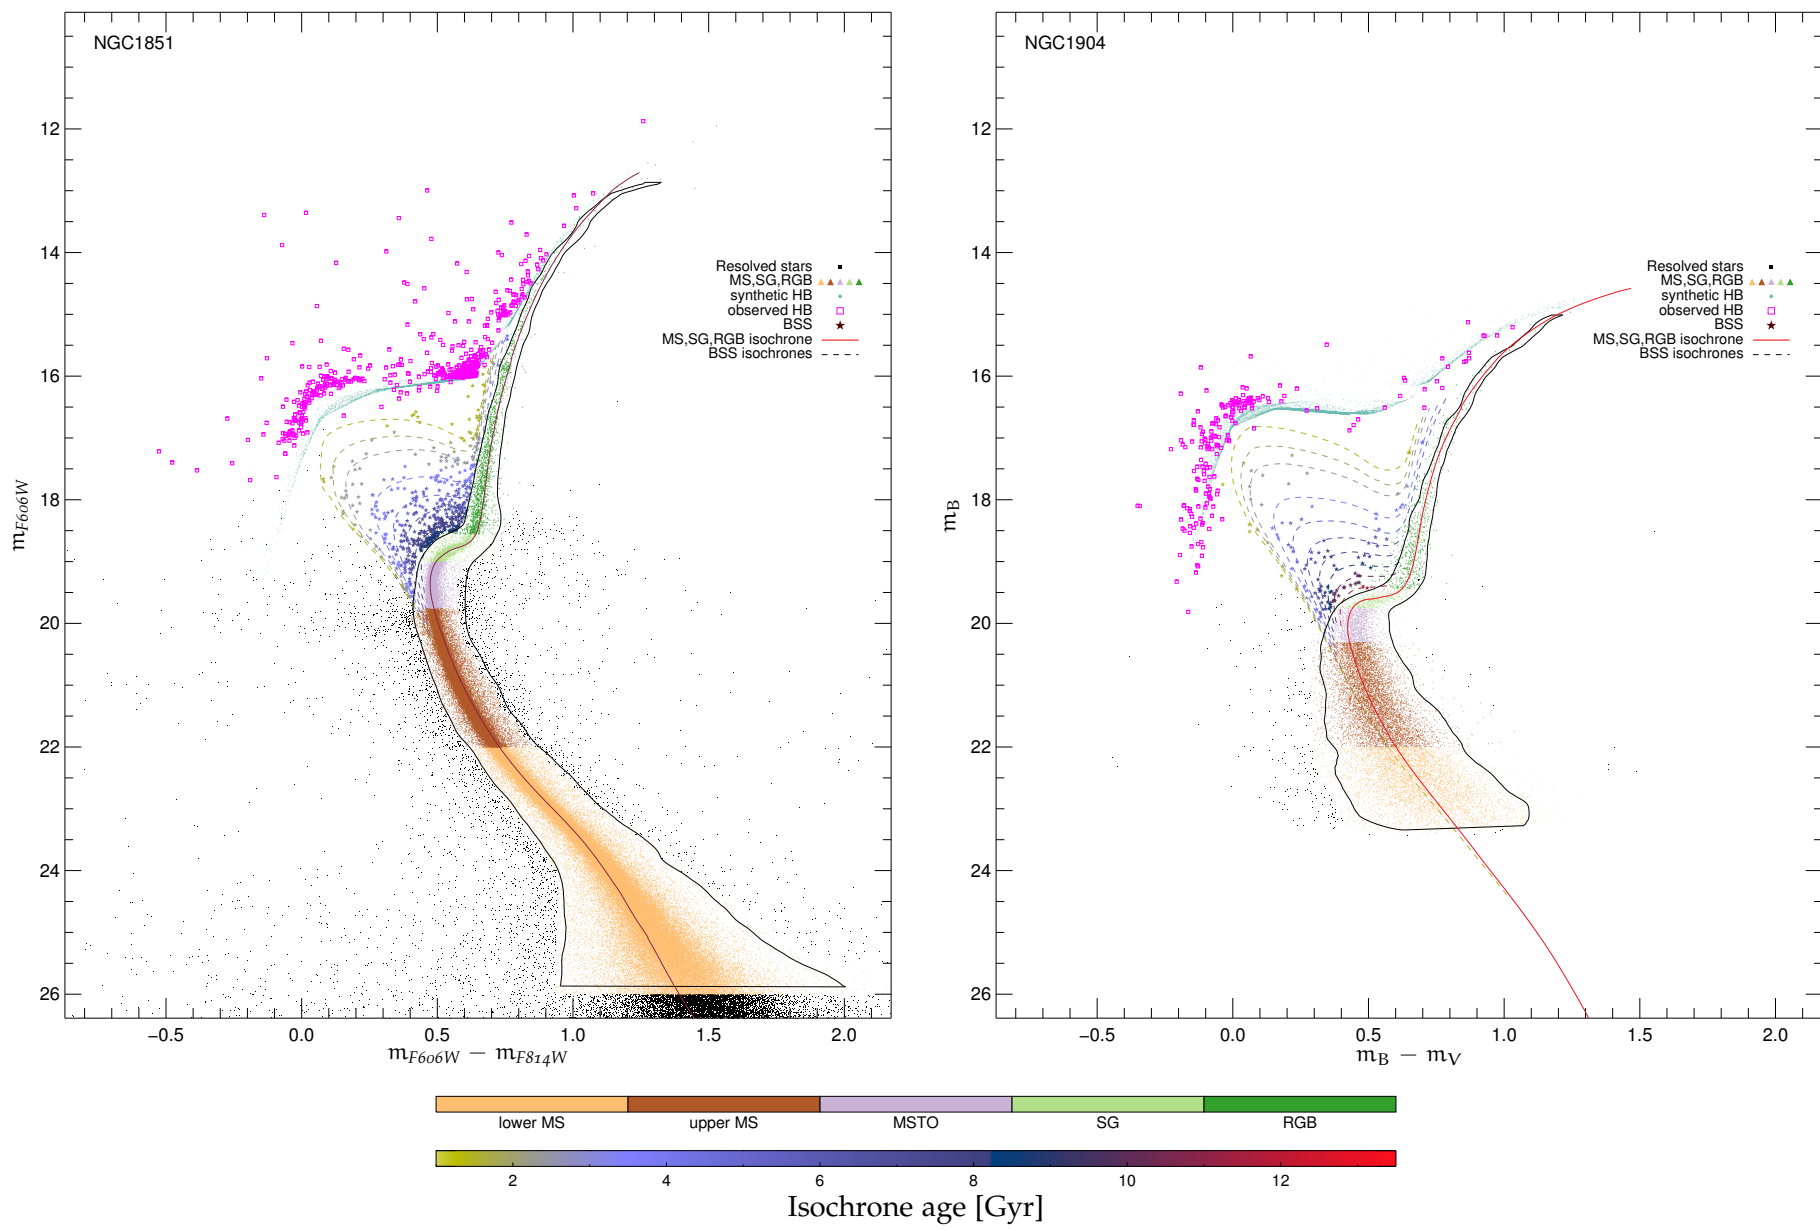 NGC1851
12
14
16
18
20
22
24
26
m_F606W
Resolved stars
MS,SG,RGB
synthetic HB
observed HB
BSS
MS,SG,RGB isochrone
BSS isochrones
−0.5 0.0 0.5 1.0 1.5 2.0
m_F606W − m_F814W
NGC1904
12
14
16
18
20
22
24
26
m_B
Resolved stars
MS,SG,RGB
synthetic HB
observed HB
BSS
MS,SG,RGB isochrone
BSS isochrones
−0.5 0.0 0.5 1.0 1.5 2.0
m_B − m_V
lower MS upper MS MSTO SG RGB
2 4 6 8 10 12
Isochrone age [Gyr]